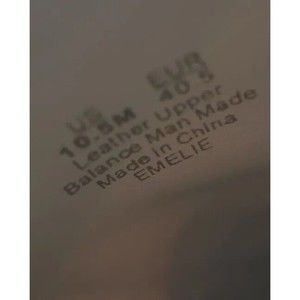 US EUR
10.5M 40.5
Leather Upper
Balance Man Made
Made in China
EMELIE